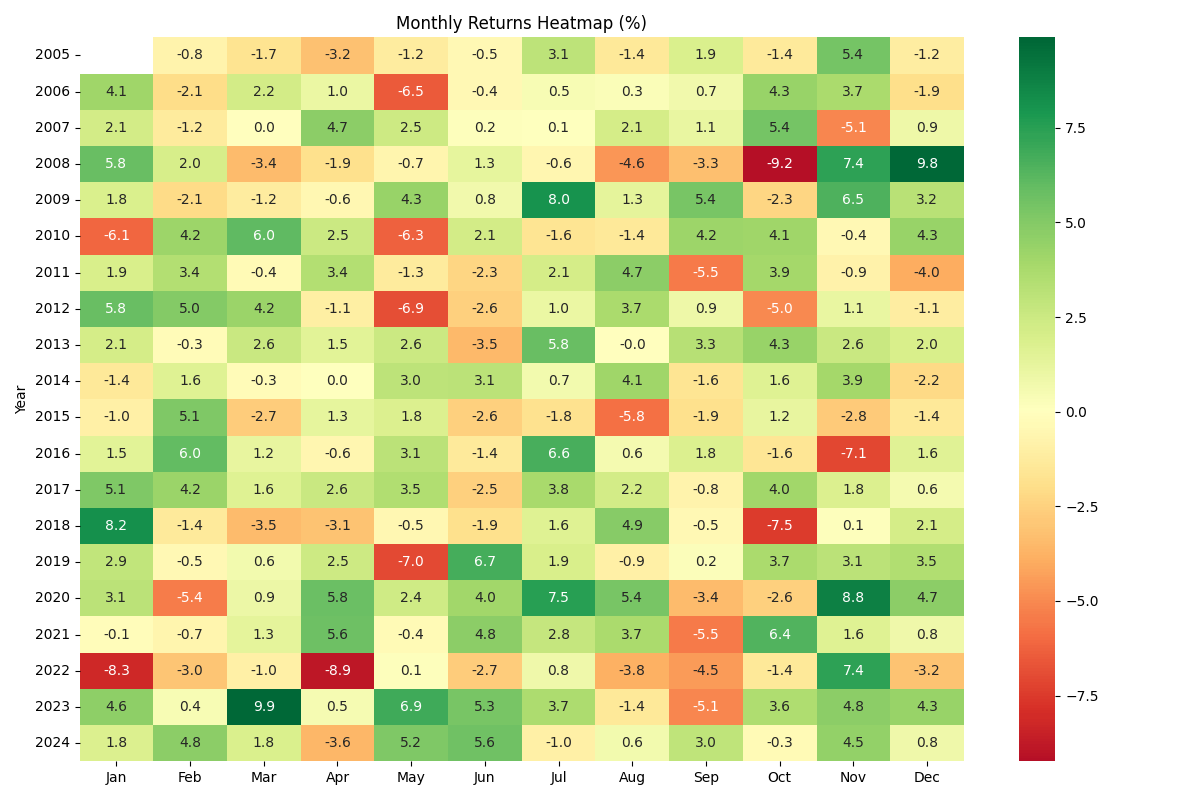 Monthly Returns Heatmap (%)
2005 -0.8 -1.7 -3.2 -1.2 -0.5 3.1 -1.4 1.9 -1.4 5.4 -1.2
2006 4.1 -2.1 2.2 1.0 -6.5 -0.4 0.5 0.3 0.7 4.3 3.7 -1.9
2007 2.1 -1.2 0.0 4.7 2.5 0.2 0.1 2.1 1.1 5.4 -5.1 0.9
2008 5.8 2.0 -3.4 -1.9 -0.7 1.3 -0.6 -4.6 -3.3 -9.2 7.4 9.8
2009 1.8 -2.1 -1.2 -0.6 4.3 0.8 8.0 1.3 5.4 -2.3 6.5 3.2
2010 -6.1 4.2 6.0 2.5 -6.3 2.1 -1.6 -1.4 4.2 4.1 -0.4 4.3
2011 1.9 3.4 -0.4 3.4 -1.3 -2.3 2.1 4.7 -5.5 3.9 -0.9 -4.0
2012 5.8 5.0 4.2 -1.1 -6.9 -2.6 1.0 3.7 0.9 -5.0 1.1 -1.1
2013 2.1 -0.3 2.6 1.5 2.6 -3.5 5.8 -0.0 3.3 4.3 2.6 2.0
2014 -1.4 1.6 -0.3 0.0 3.0 3.1 0.7 4.1 -1.6 1.6 3.9 -2.2
2015 -1.0 5.1 -2.7 1.3 1.8 -2.6 -1.8 -5.8 -1.9 1.2 -2.8 -1.4
2016 1.5 6.0 1.2 -0.6 3.1 -1.4 6.6 0.6 1.8 -1.6 -7.1 1.6
2017 5.1 4.2 1.6 2.6 3.5 -2.5 3.8 2.2 -0.8 4.0 1.8 0.6
2018 8.2 -1.4 -3.5 -3.1 -0.5 -1.9 1.6 4.9 -0.5 -7.5 0.1 2.1
2019 2.9 -0.5 0.6 2.5 -7.0 6.7 1.9 -0.9 0.2 3.7 3.1 3.5
2020 3.1 -5.4 0.9 5.8 2.4 4.0 7.5 5.4 -3.4 -2.6 8.8 4.7
2021 -0.1 -0.7 1.3 5.6 -0.4 4.8 2.8 3.7 -5.5 6.4 1.6 0.8
2022 -8.3 -3.0 -1.0 -8.9 0.1 -2.7 0.8 -3.8 -4.5 -1.4 7.4 -3.2
2023 4.6 0.4 9.9 0.5 6.9 5.3 3.7 -1.4 -5.1 3.6 4.8 4.3
2024 1.8 4.8 1.8 -3.6 5.2 5.6 -1.0 0.6 3.0 -0.3 4.5 0.8
Jan Feb Mar Apr May Jun Jul Aug Sep Oct Nov Dec
Year
7.5
5.0
2.5
0.0
−2.5
−5.0
−7.5